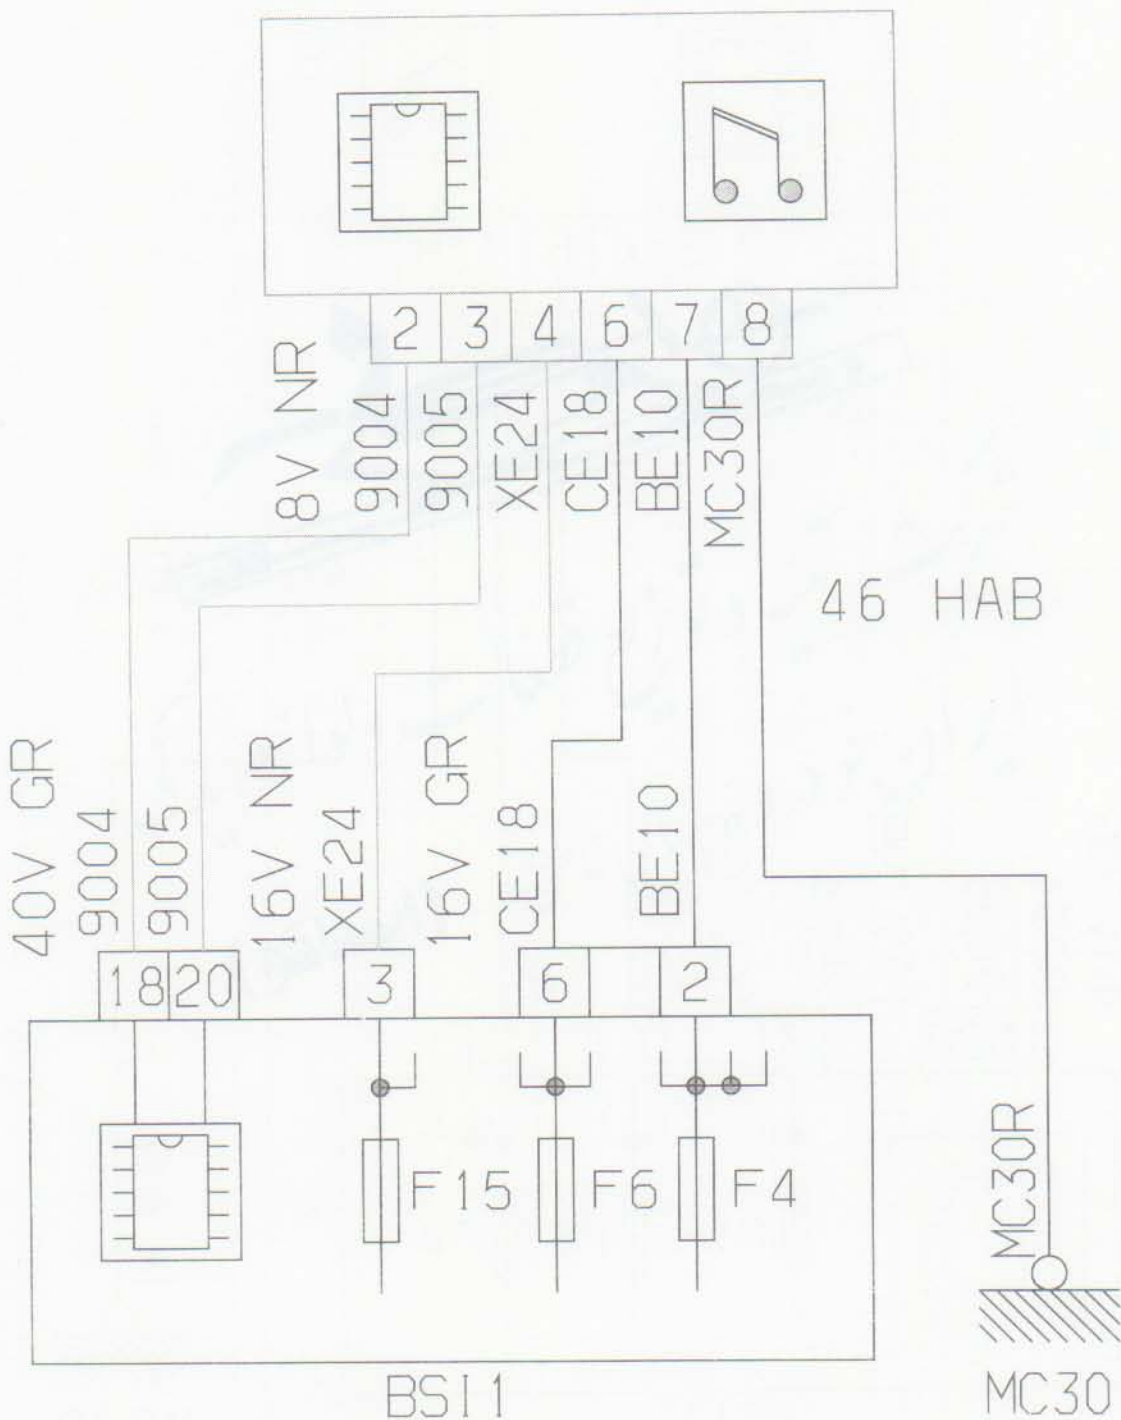 2 3 4 6 7 8
8V NR
9004
9005
XE24
CE18
BE10
MC30R
46 HAB
40V GR
9004
9005
16V NR
XE24
16V GR
CE18
BE10
18 20 3 6 2
F15 F6 F4
MC30R
BSI1
MC30